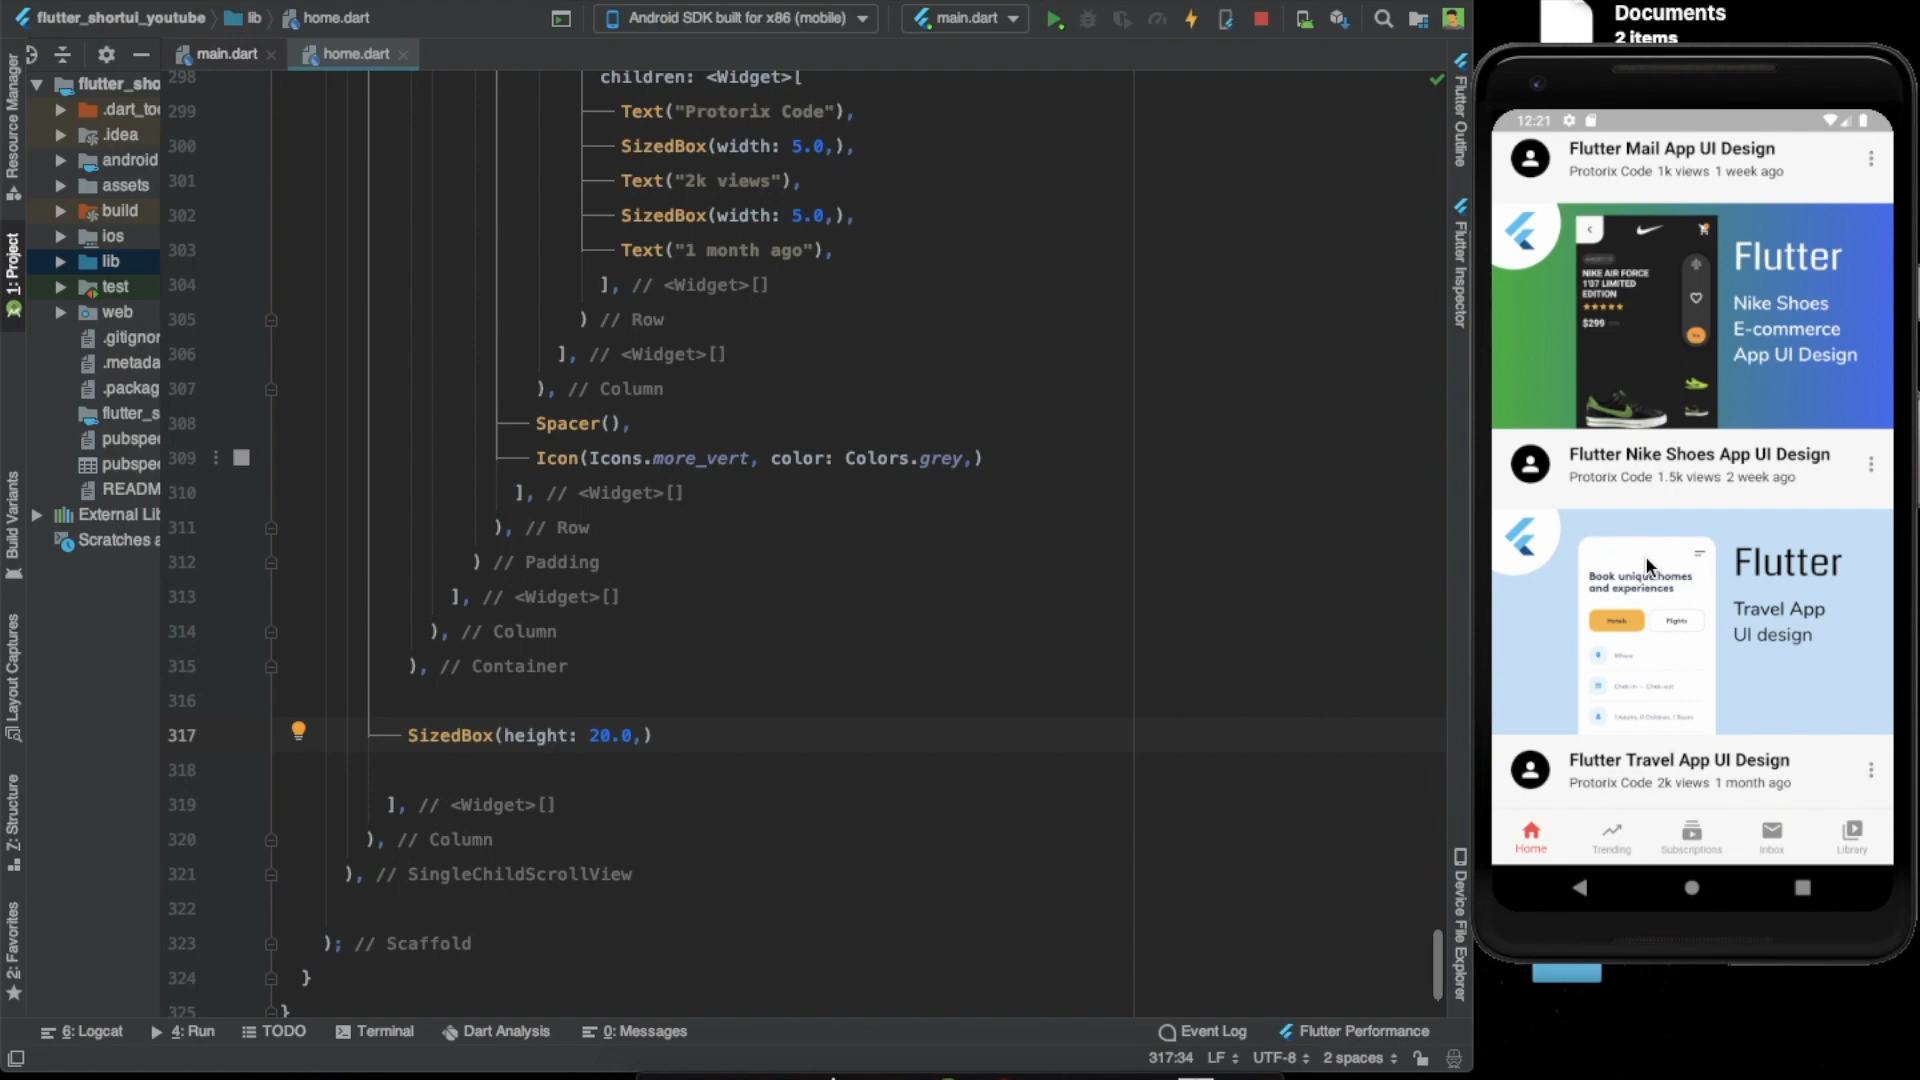 flutter_shortui_youtube
lib
home.dart
Android SDK built for x86 (mobile)
main.dart
main.dart
home.dart
Resource Manager
1: Project
Build Variants
Layout Captures
7: Structure
2: Favorites
flutter_sho
.dart_to
.idea
android
assets
build
ios
lib
test
web
.gitignor
.metada
.packag
flutter_s
pubspe
pubspe
READM
External Lib
Scratches a
298 children: <Widget>[
299 Text("Protorix Code"),
300 SizedBox(width: 5.0,),
301 Text("2k views"),
302 SizedBox(width: 5.0,),
303 Text("1 month ago"),
304 ], // <Widget>[]
305 ) // Row
306 ], // <Widget>[]
307 ), // Column
308 Spacer(),
309 Icon(Icons.more_vert, color: Colors.grey,)
310 ], // <Widget>[]
311 ), // Row
312 ) // Padding
313 ], // <Widget>[]
314 ), // Column
315 ), // Container
316
317 SizedBox(height: 20.0,)
318
319 ], // <Widget>[]
320 ), // Column
321 ), // SingleChildScrollView
322
323 ); // Scaffold
324 }
325 }
Flutter Outline
Flutter Inspector
Device File Explorer
6: Logcat
4: Run
TODO
Terminal
Dart Analysis
0: Messages
Event Log
Flutter Performance
317:34 LF UTF-8 2 spaces
Documents
2 items
12:21
Flutter Mail App UI Design
Protorix Code 1k views 1 week ago
NIKE AIR FORCE
1'07 LIMITED
EDITION
$299
Flutter
Nike Shoes
E-commerce
App UI Design
Flutter Nike Shoes App UI Design
Protorix Code 1.5k views 2 week ago
Book unique homes
and experiences
Hotels
Flights
Where
Chek-in - Chek-out
1 Adults, 0 Children, 1 Room
Flutter
Travel App
UI design
Flutter Travel App UI Design
Protorix Code 2k views 1 month ago
Home
Trending
Subscriptions
Inbox
Library